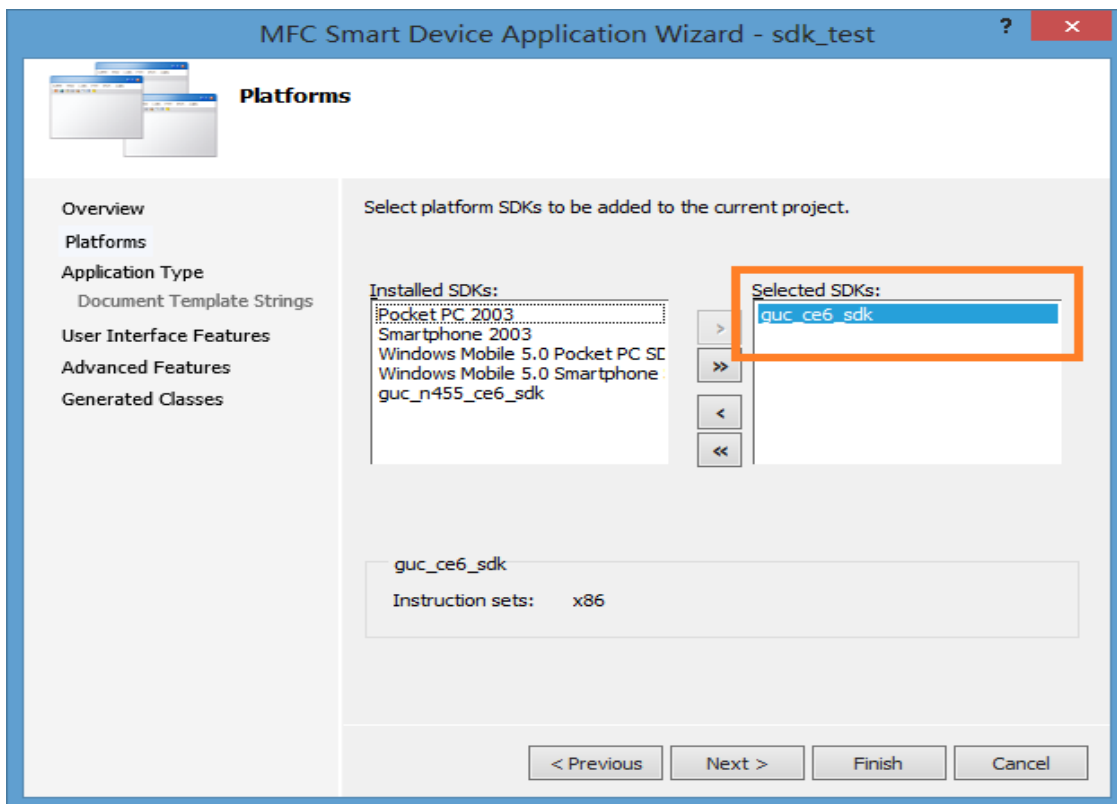 MFC Smart Device Application Wizard - sdk_test
?
Platforms
Overview
Platforms
Application Type
Document Template Strings
User Interface Features
Advanced Features
Generated Classes
Select platform SDKs to be added to the current project.
Installed SDKs:
Pocket PC 2003
Smartphone 2003
Windows Mobile 5.0 Pocket PC SD
Windows Mobile 5.0 Smartphone
guc_n455_ce6_sdk
>
>>
<
<<
Selected SDKs:
guc_ce6_sdk
guc_ce6_sdk
Instruction sets: x86
< Previous
Next >
Finish
Cancel